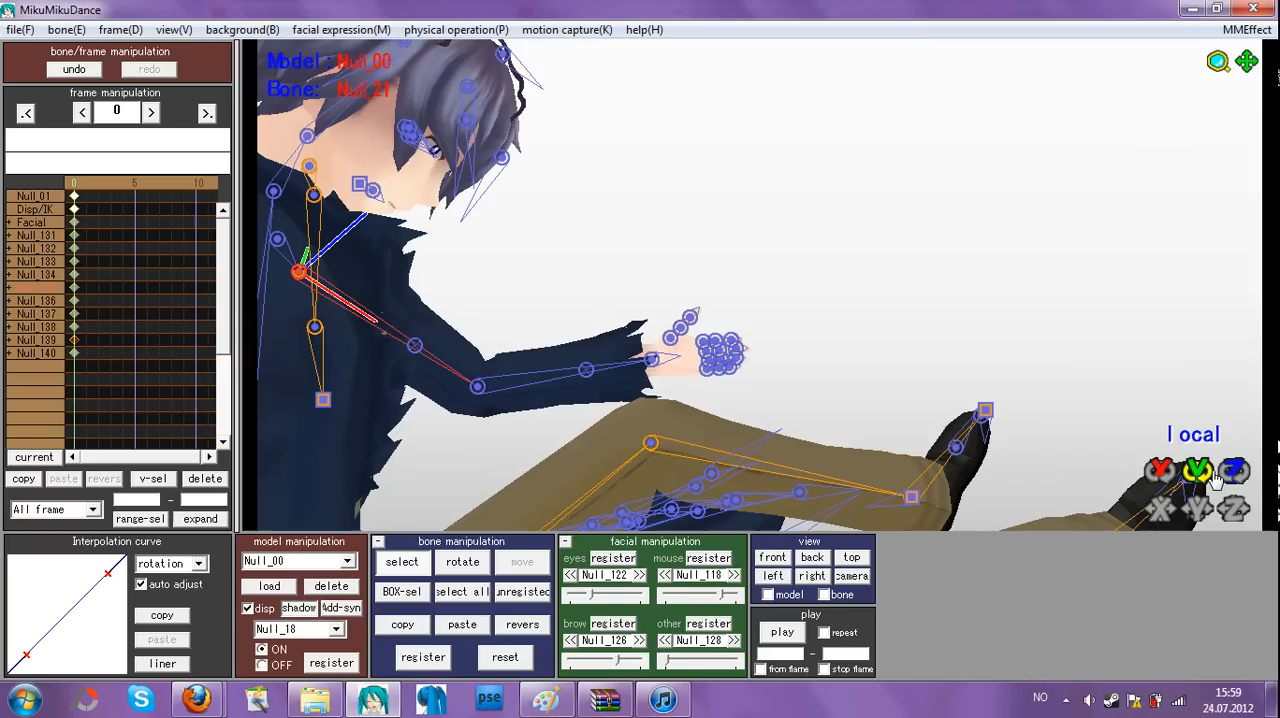 MikuMikuDance
file(F) bone(E) frame(D) view(V) background(B) facial expression(M) physical operation(P) motion capture(K) help(H) MMEffect
bone/frame manipulation
undo redo
frame manipulation
.< < 0 > >.
0 5 10
Null_01
Disp/IK
+ Facial
+ Null_131
+ Null_132
+ Null_133
+ Null_134
+ Null_136
+ Null_137
+ Null_138
+ Null_139
+ Null_140
current
copy paste revers v-sel delete
All frame - range-sel expand
Model : Null_00
Bone: Null_21
local
X Y Z
X Y Z
Interpolation curve
rotation
auto adjust
copy
paste
liner
model manipulation
Null_00
load delete
disp shadow Add-syn
Null_18
ON
OFF
register
bone manipulation
select rotate move
BOX-sel select all unregistered
copy paste revers
register reset
facial manipulation
eyes register mouse register
<< Null_122 >> << Null_118 >>
brow register other register
<< Null_126 >> << Null_128 >>
view
front back top
left right camera
model bone
play
play repeat
-
from flame stop flame
pse
NO
15:59
24.07.2012